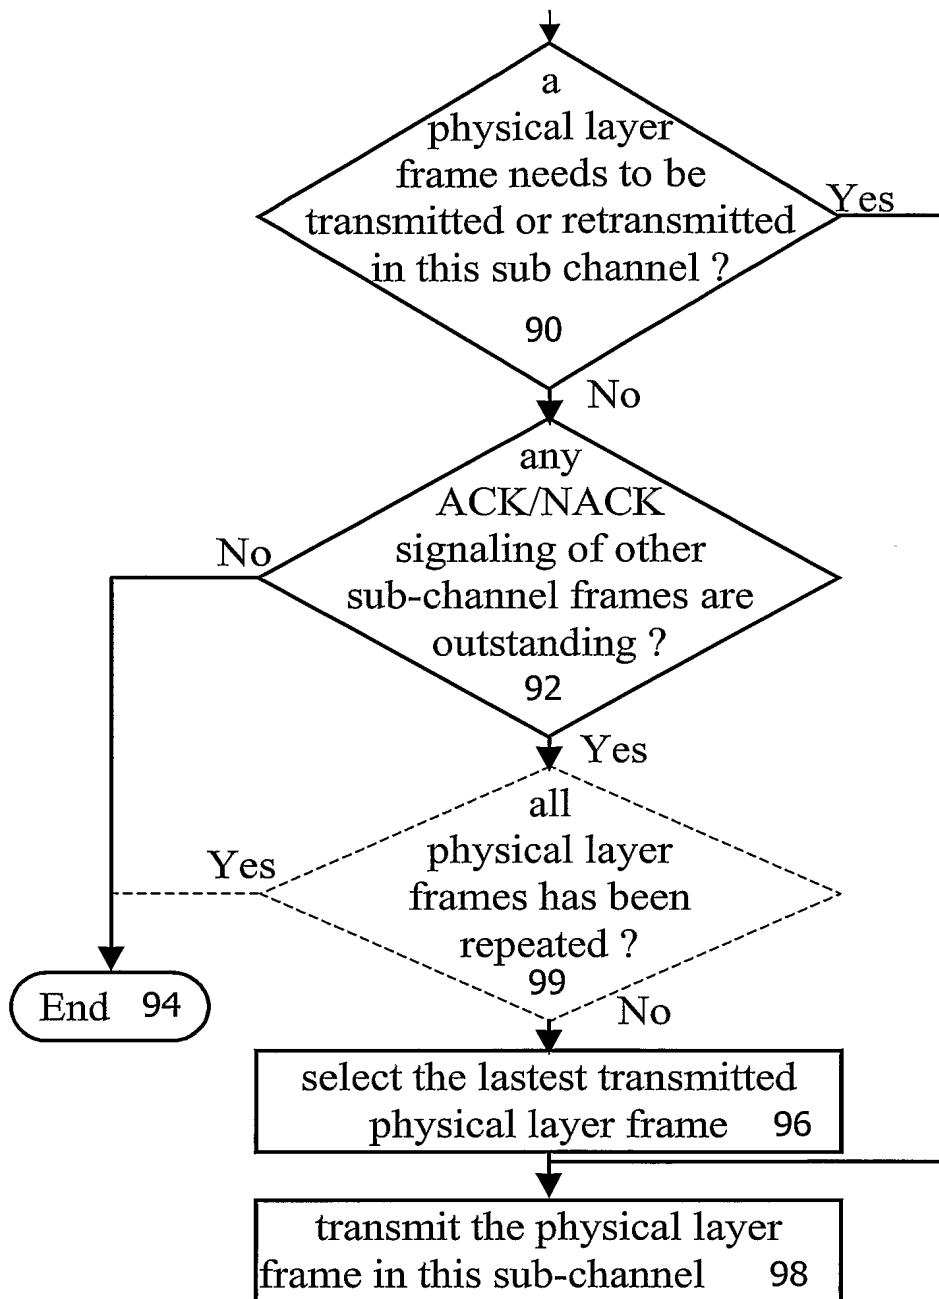 a
physical layer
frame needs to be
transmitted or retransmitted
in this sub channel ?
90
Yes
No
any
ACK/NACK
signaling of other
sub-channel frames are
outstanding ?
92
No
Yes
all
physical layer
frames has been
repeated ?
99
Yes
No
End 94
select the lastest transmitted
physical layer frame 96
transmit the physical layer
frame in this sub-channel 98